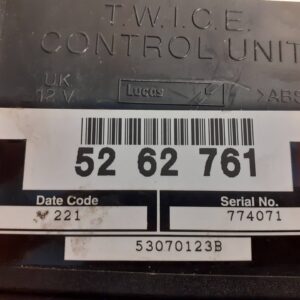 T.W.I.C.E.
CONTROL UNIT
UK
12 V
Lucas
>ABS
52 62 761
Date Code
Serial No.
221
774071
53070123B